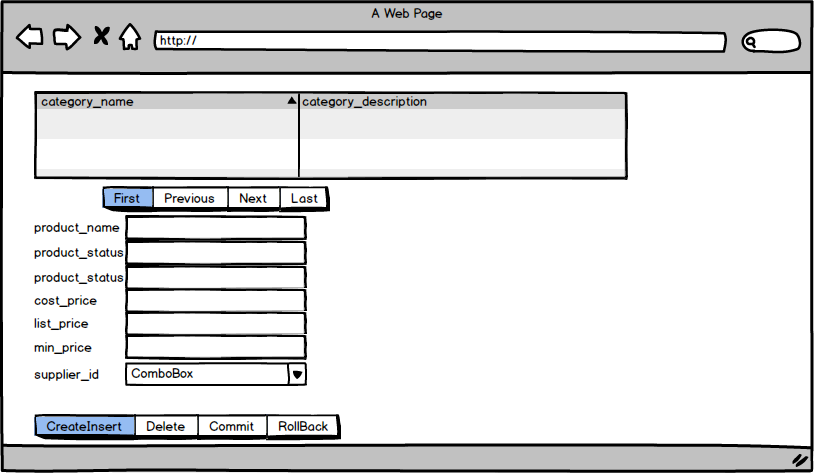 A Web Page
http://
category_name category_description
First Previous Next Last
product_name
product_status
product_status
cost_price
list_price
min_price
supplier_id ComboBox
CreateInsert Delete Commit RollBack